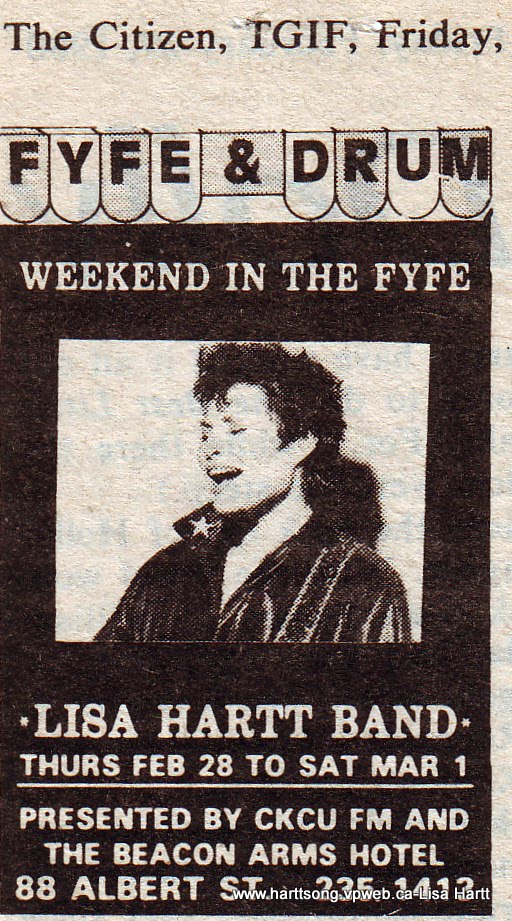 The Citizen, TGIF, Friday,
FYFE & DRUM
WEEKEND IN THE FYFE
·LISA HARTT BAND·
THURS FEB 28 TO SAT MAR 1
PRESENTED BY CKCU FM AND
THE BEACON ARMS HOTEL
88 ALBERT ST
www.harttsong.vpweb.ca-Lisa Hartt